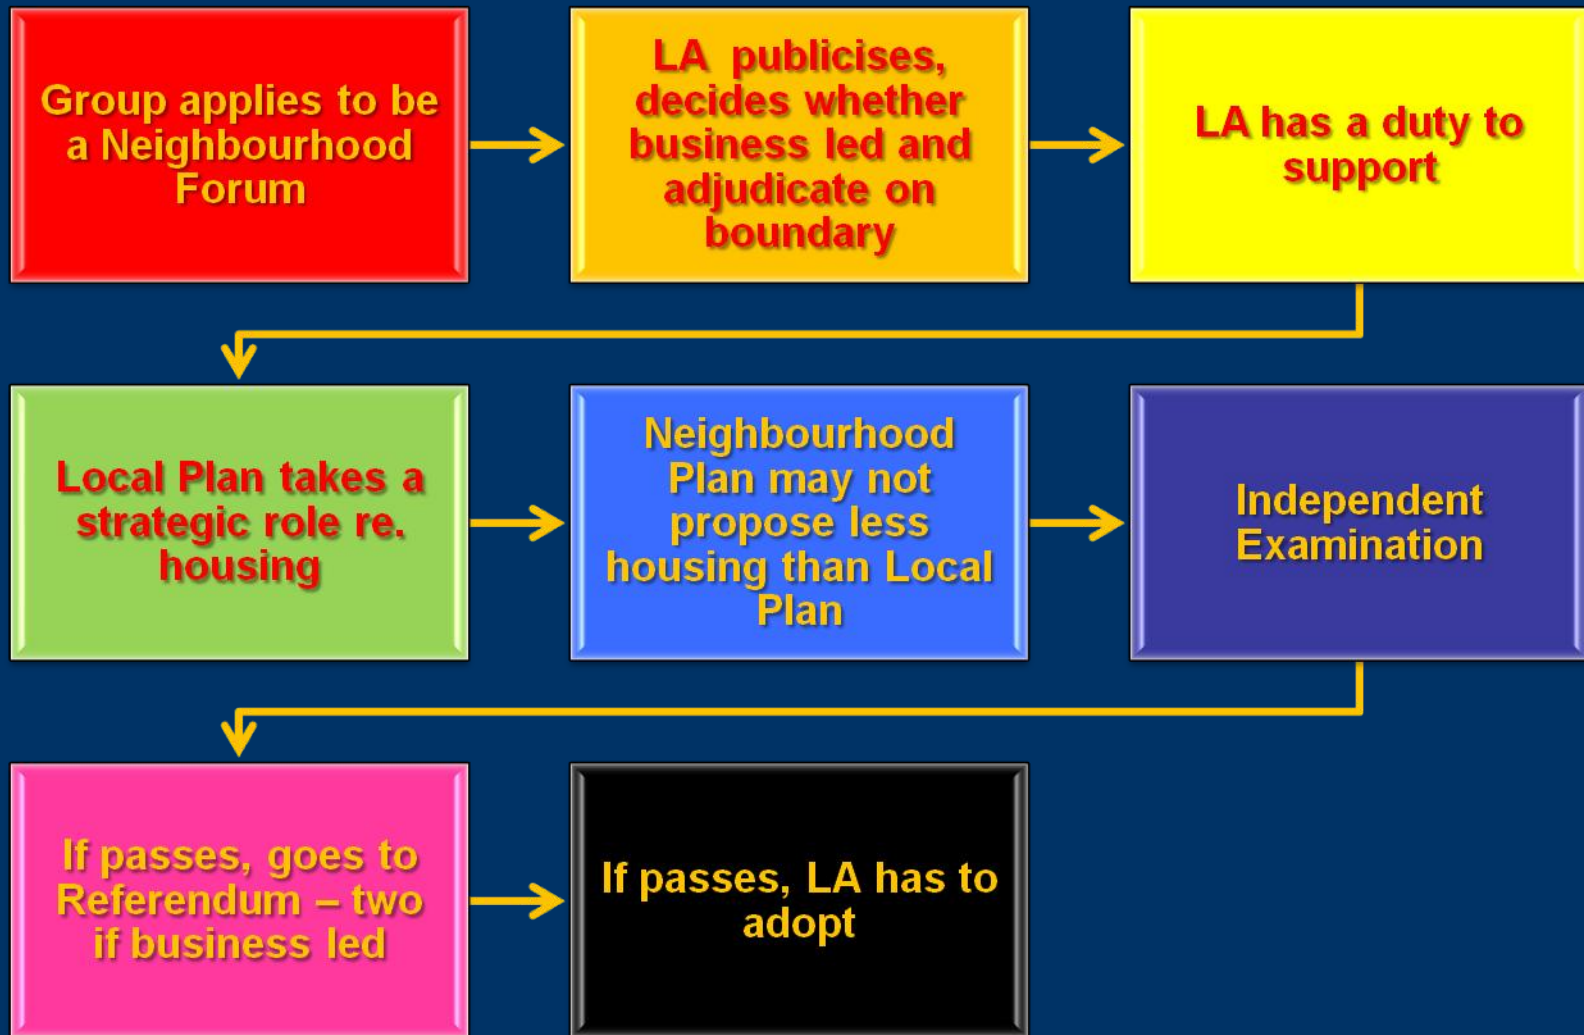 Group applies to be
a Neighbourhood
Forum
LA publicises,
decides whether
business led and
adjudicate on
boundary
LA has a duty to
support
Local Plan takes a
strategic role re.
housing
Neighbourhood
Plan may not
propose less
housing than Local
Plan
Independent
Examination
If passes, goes to
Referendum – two
if business led
If passes, LA has to
adopt